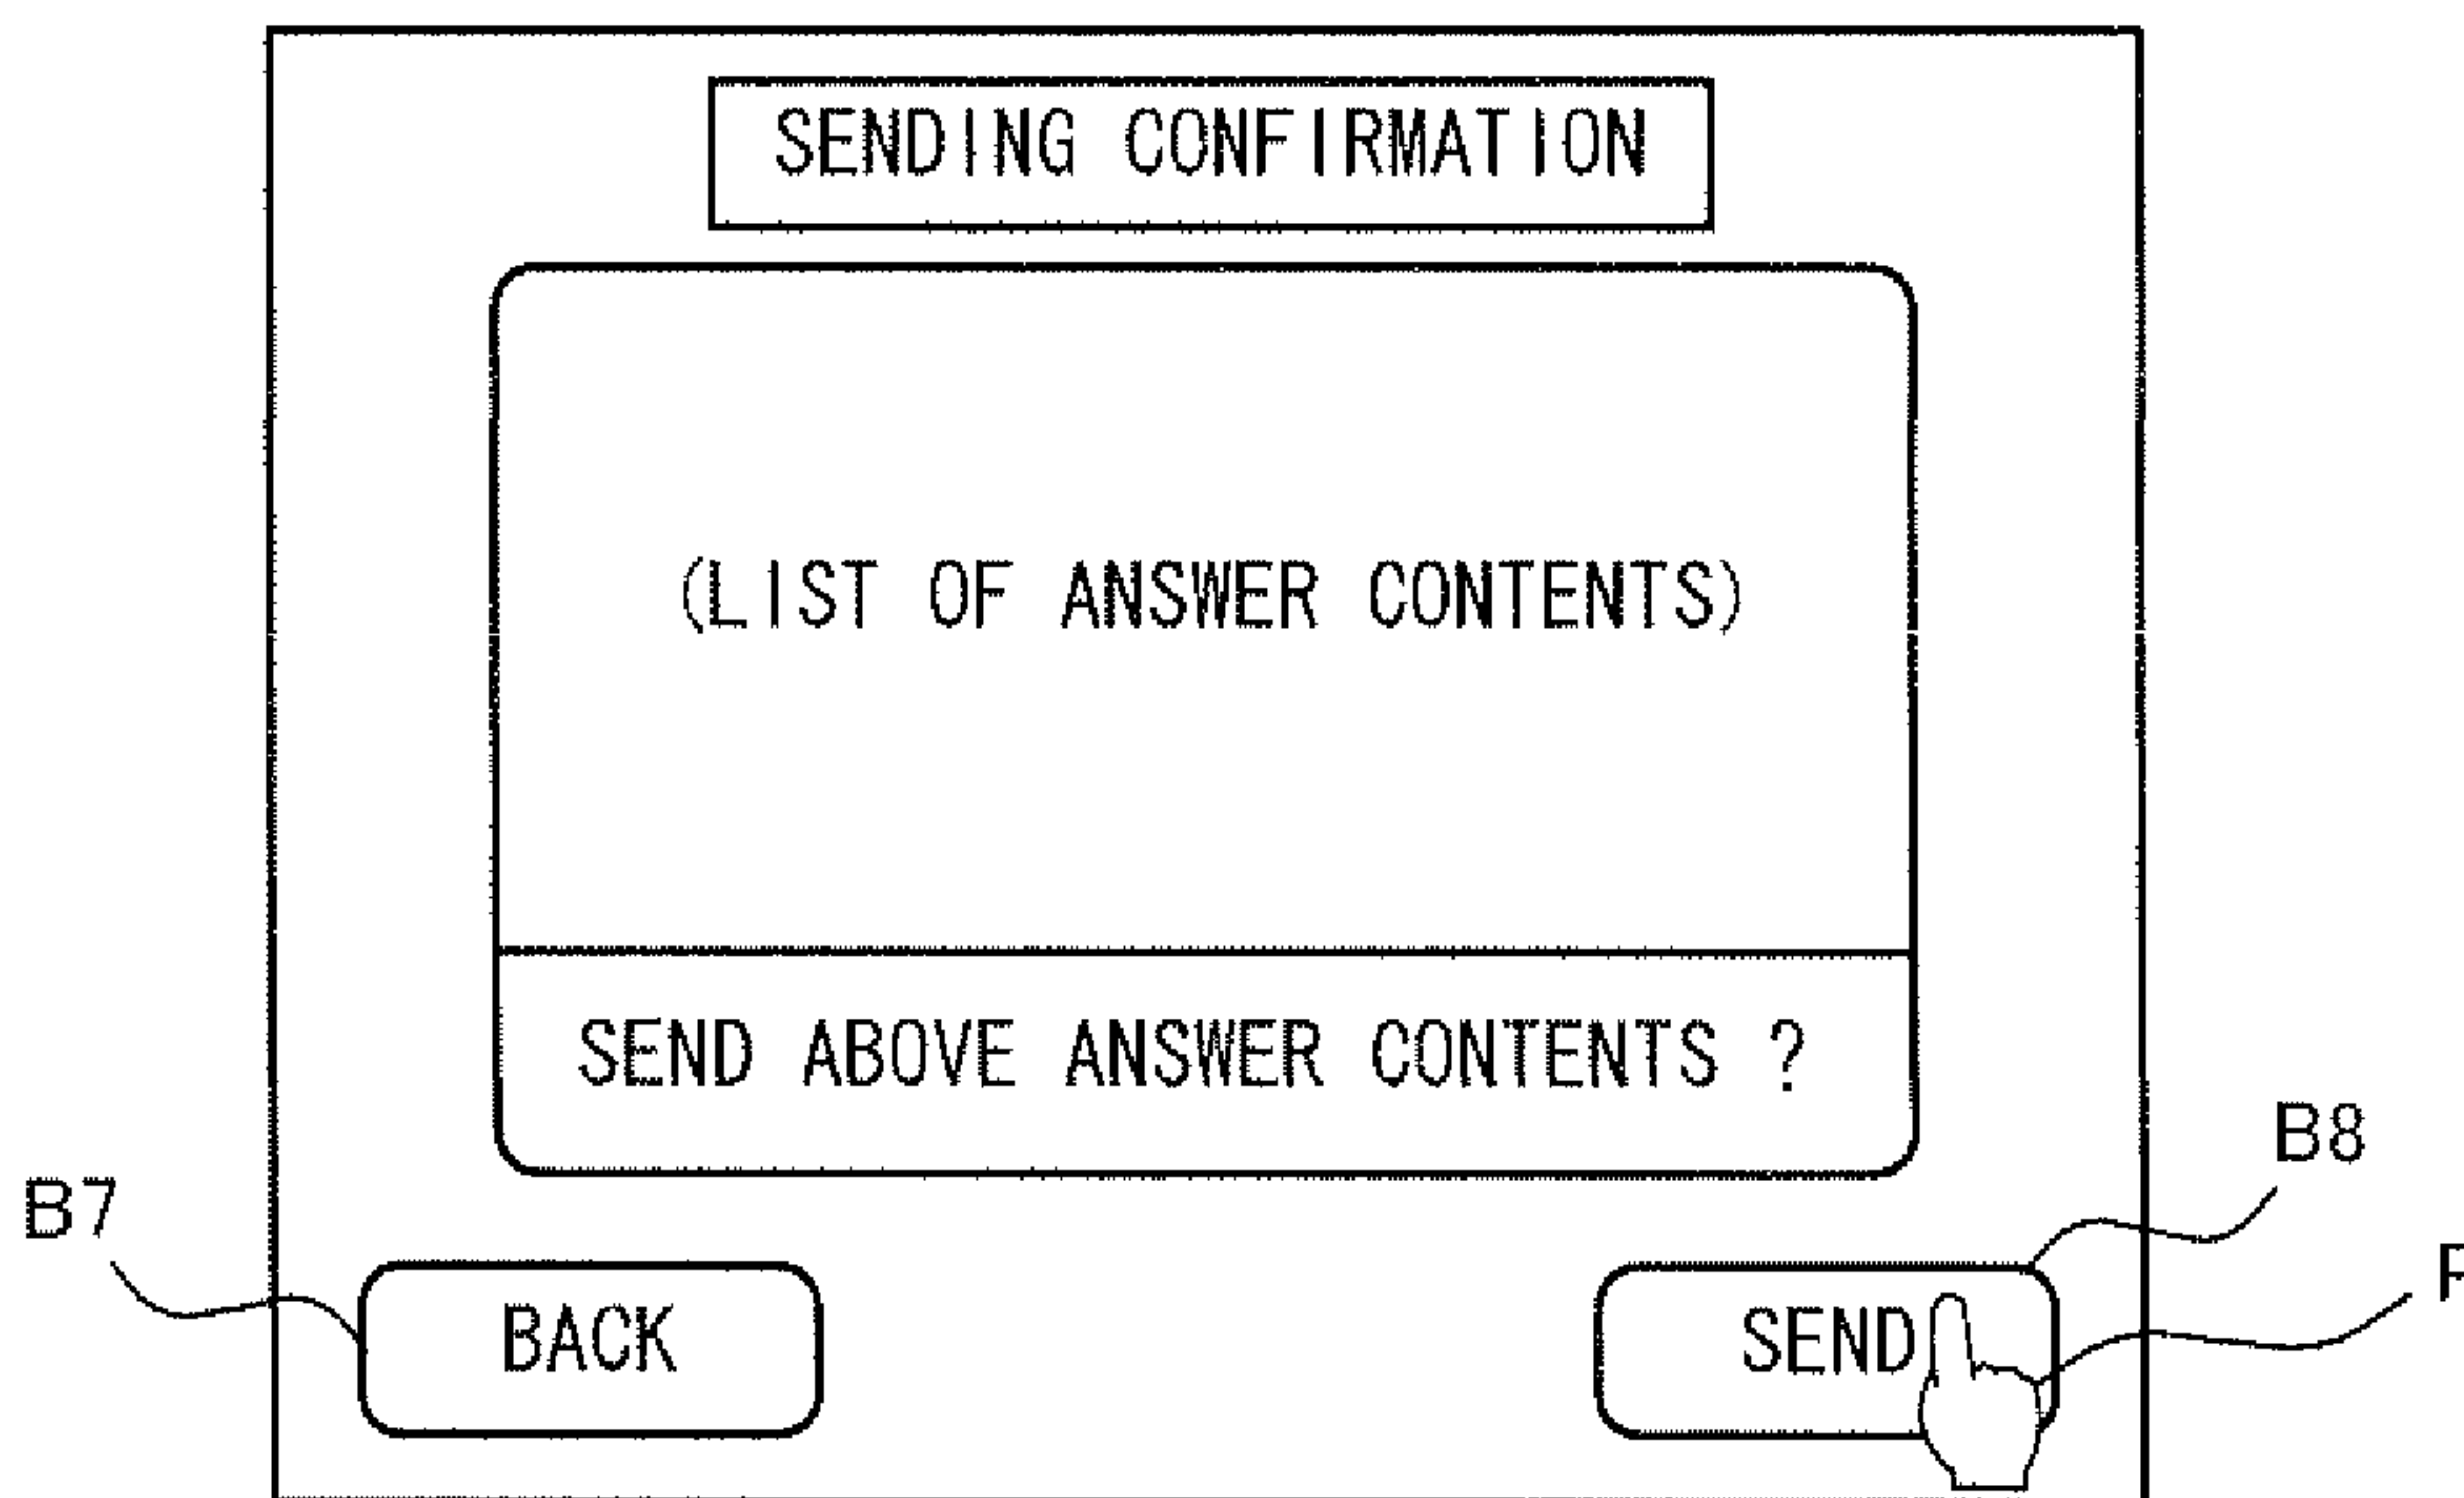 SENDING CONFIRMATION
(LIST OF ANSWER CONTENTS)
SEND ABOVE ANSWER CONTENTS ?
B8
B7
BACK
SEND